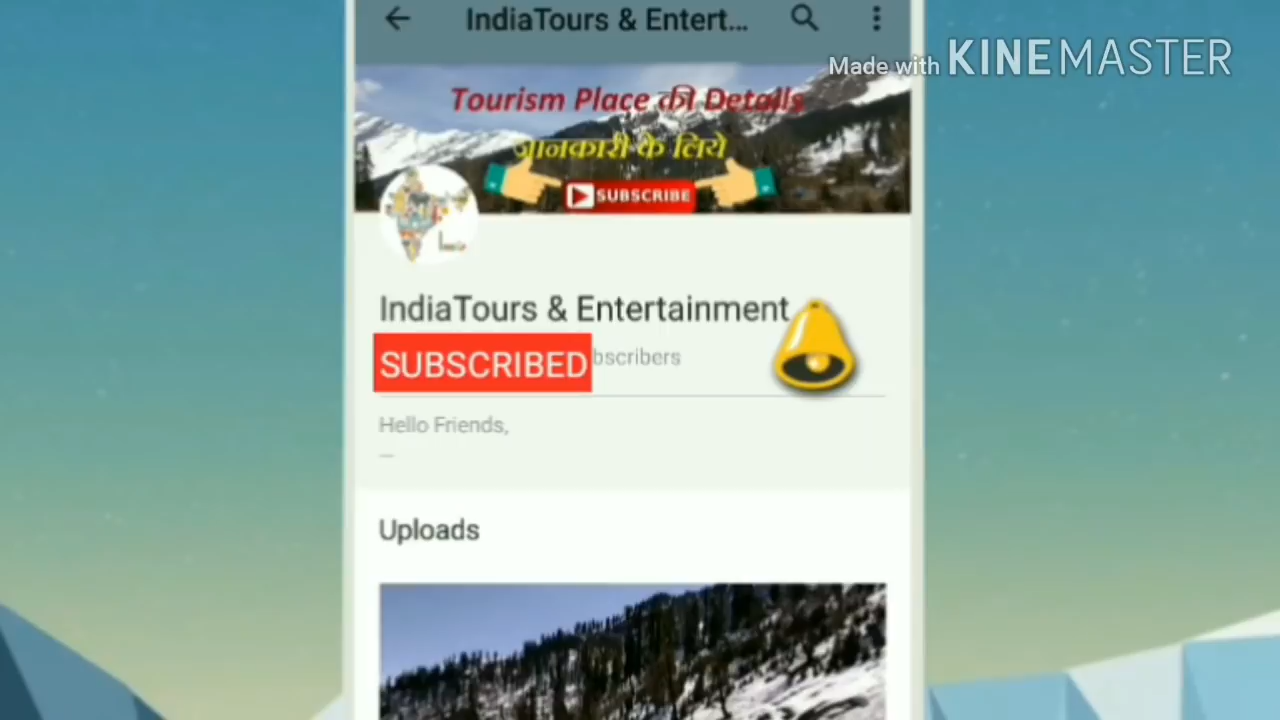 IndiaTours & Entert...
Made with KINEMASTER
Tourism Place की Details
जानकारी के लिये
SUBSCRIBE
IndiaTours & Entertainment
SUBSCRIBED
bscribers
Hello Friends,
Uploads